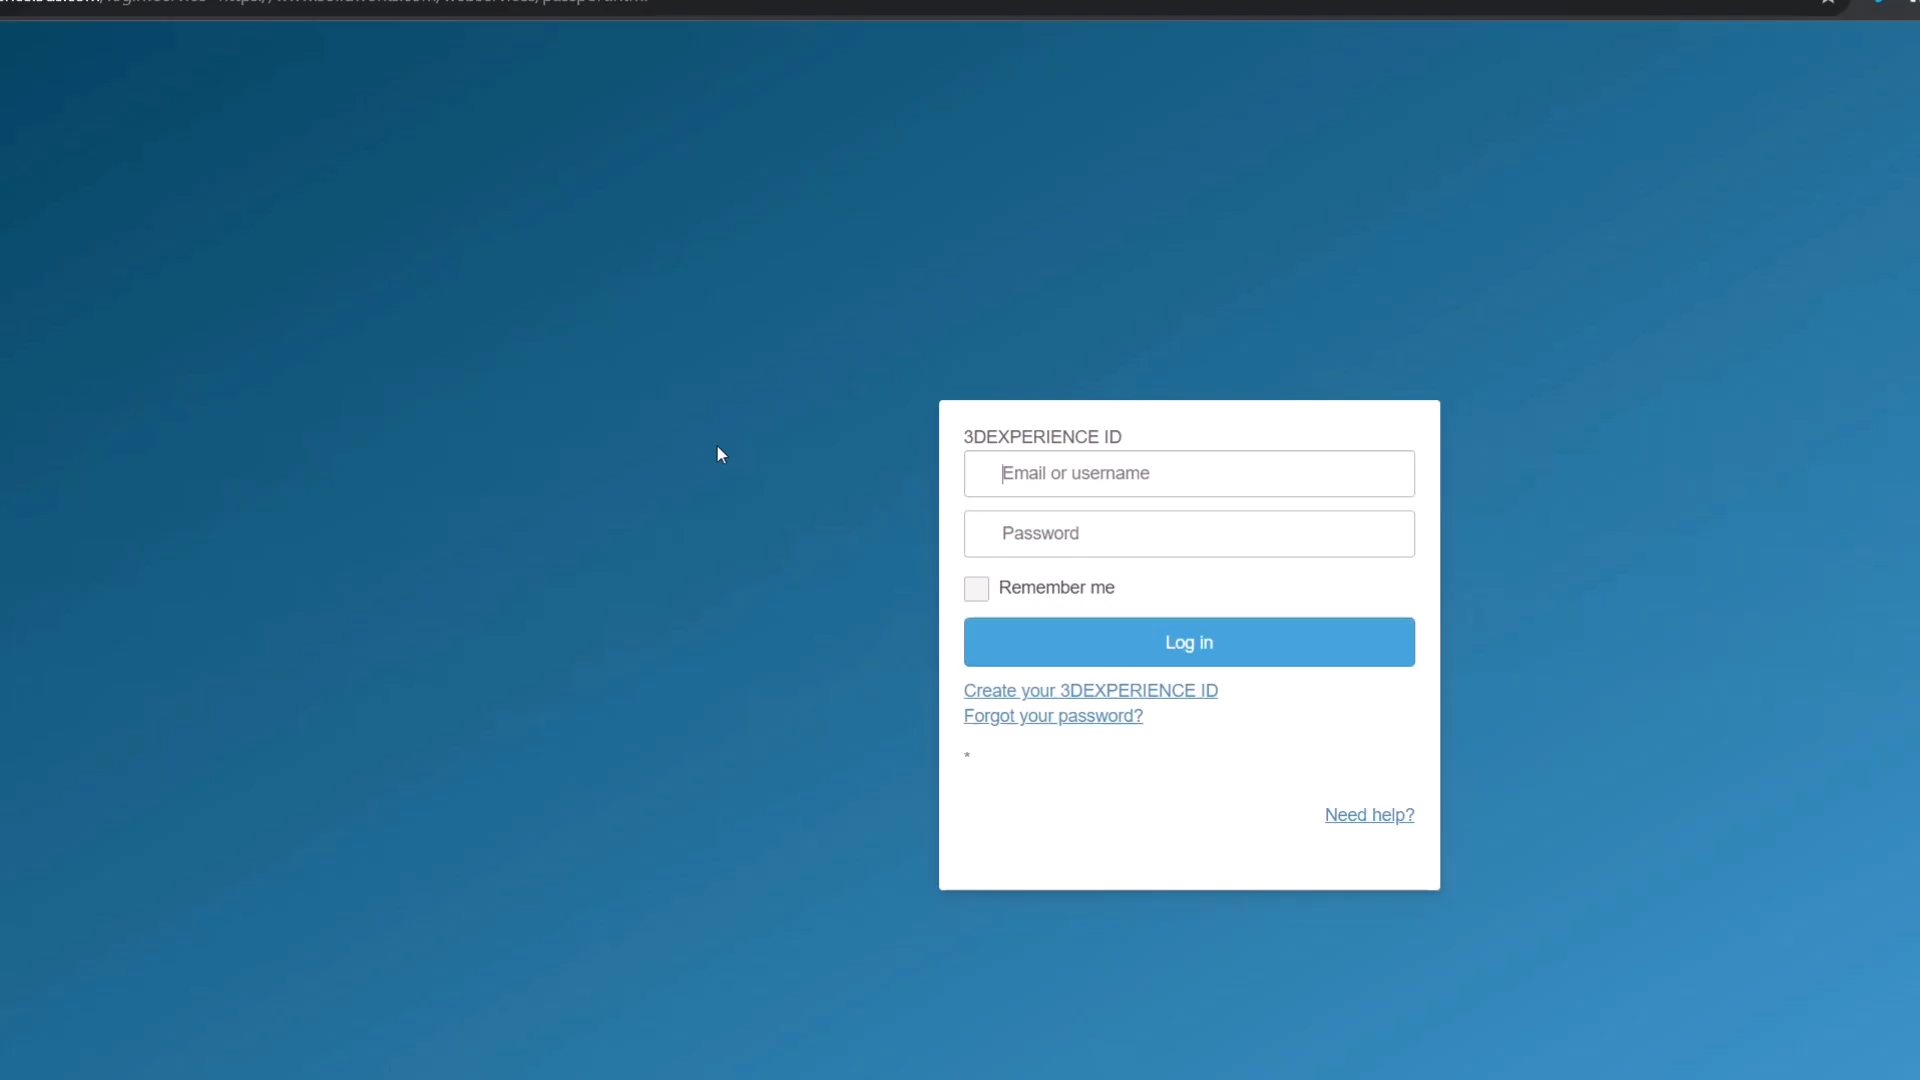 3DEXPERIENCE ID
Email or username
Password
Remember me
Log in
Create your 3DEXPERIENCE ID
Forgot your password?
*
Need help?